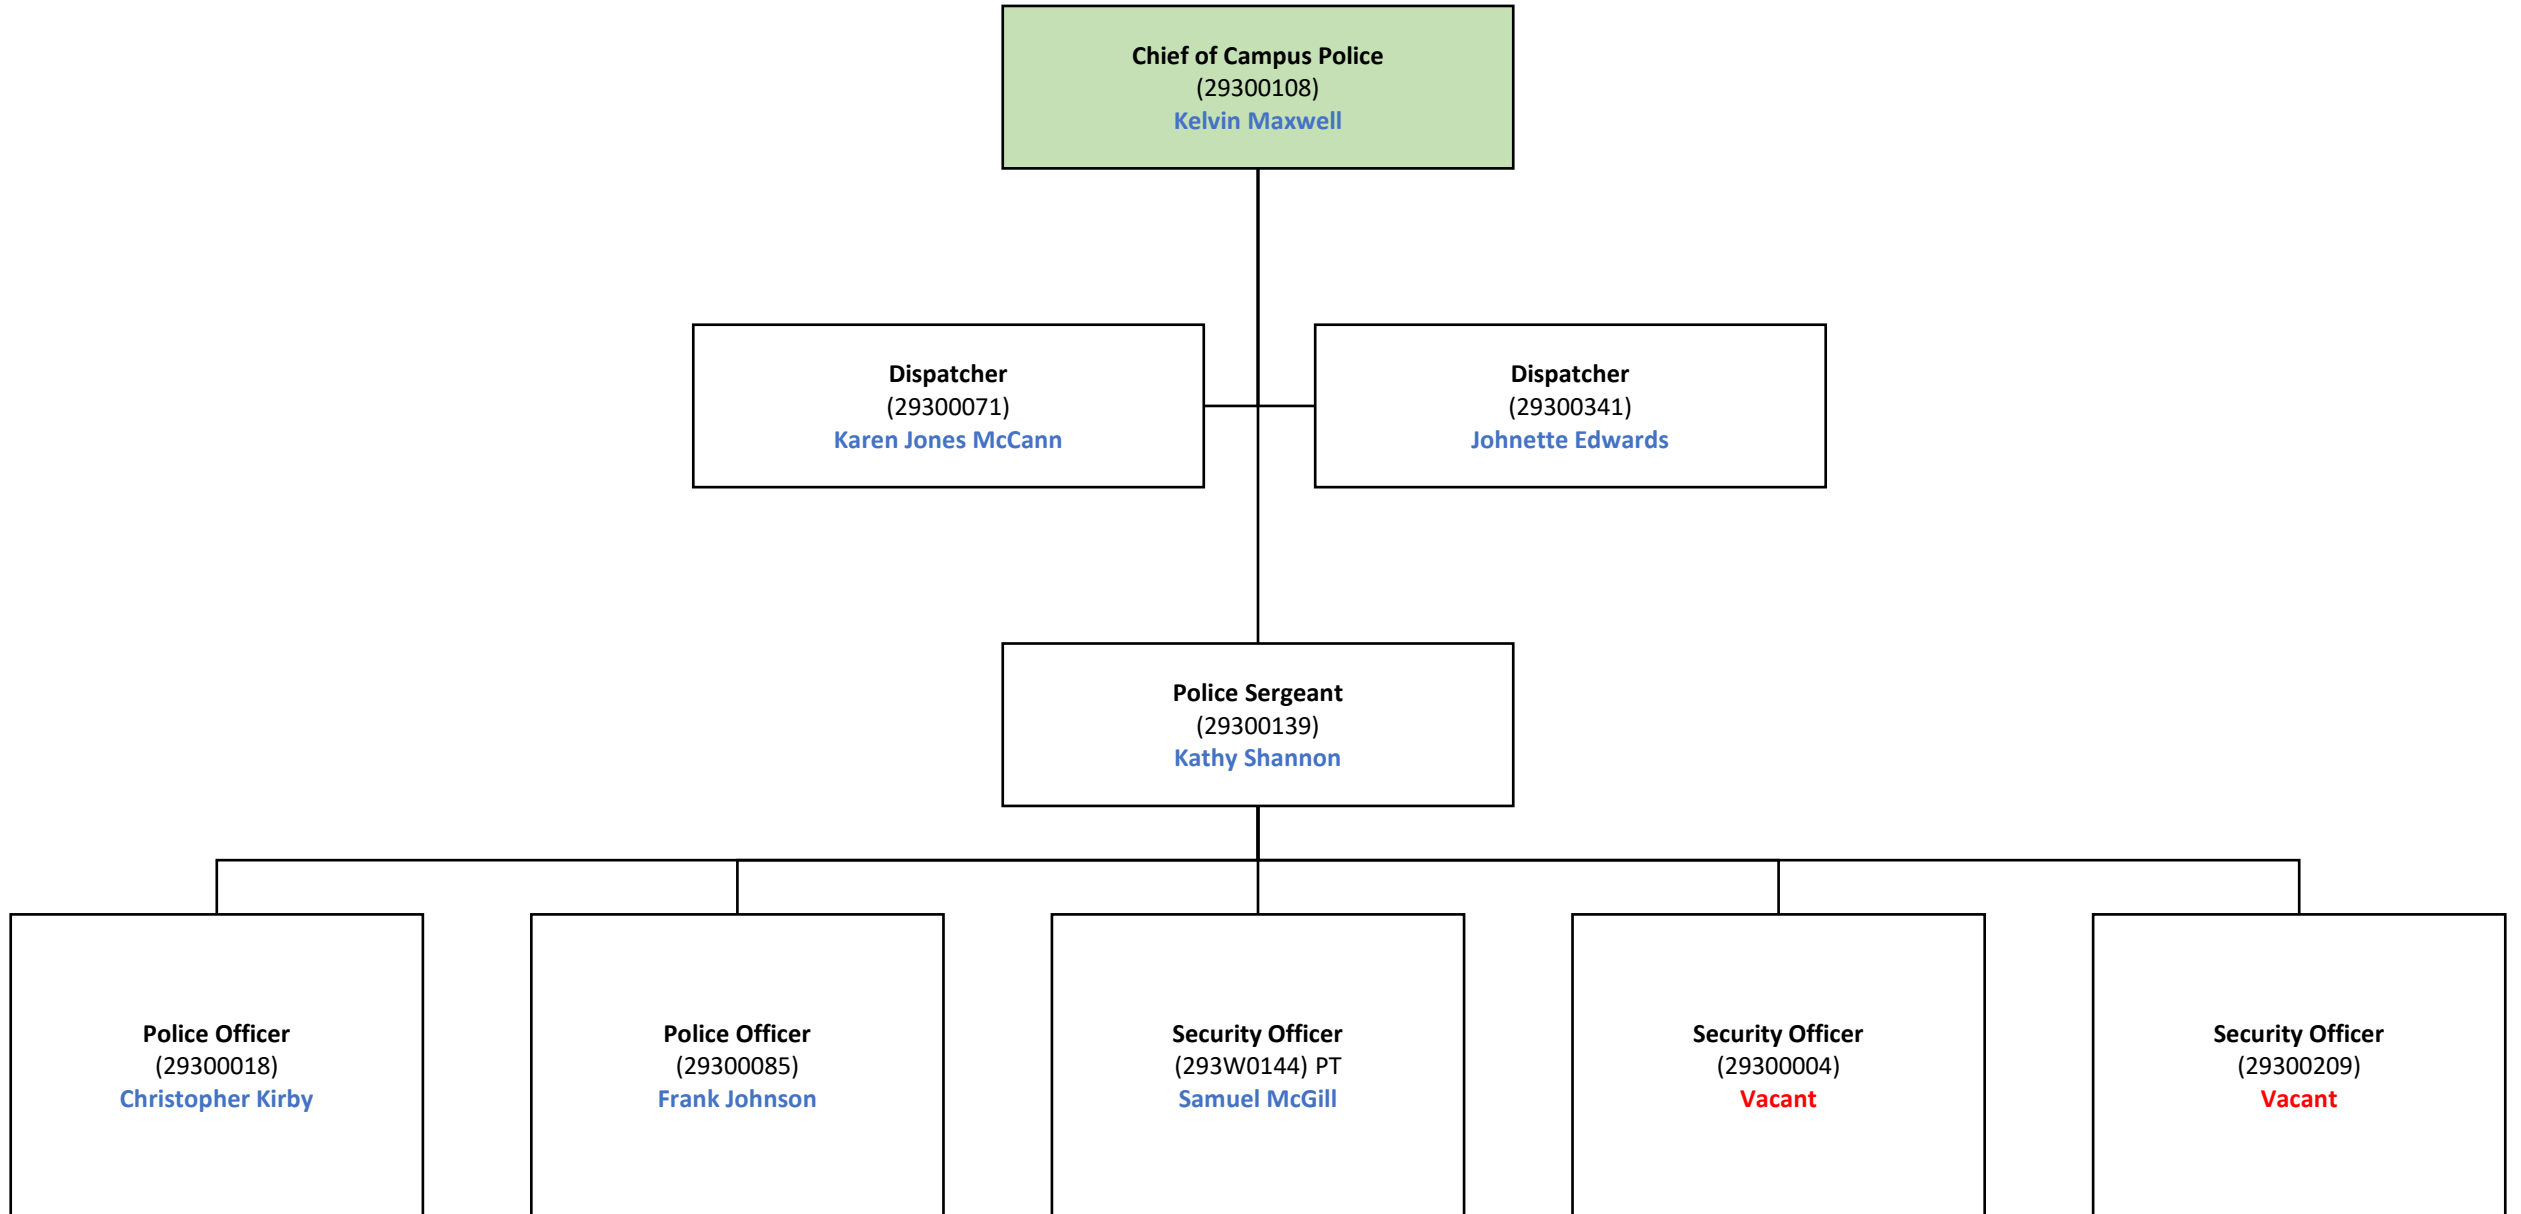 Chief of Campus Police
(29300108)
Kelvin Maxwell
Dispatcher
(29300071)
Karen Jones McCann
Dispatcher
(29300341)
Johnette Edwards
Police Sergeant
(29300139)
Kathy Shannon
Police Officer
(29300018)
Christopher Kirby
Police Officer
(29300085)
Frank Johnson
Security Officer
(293W0144) PT
Samuel McGill
Security Officer
(29300004)
Vacant
Security Officer
(29300209)
Vacant